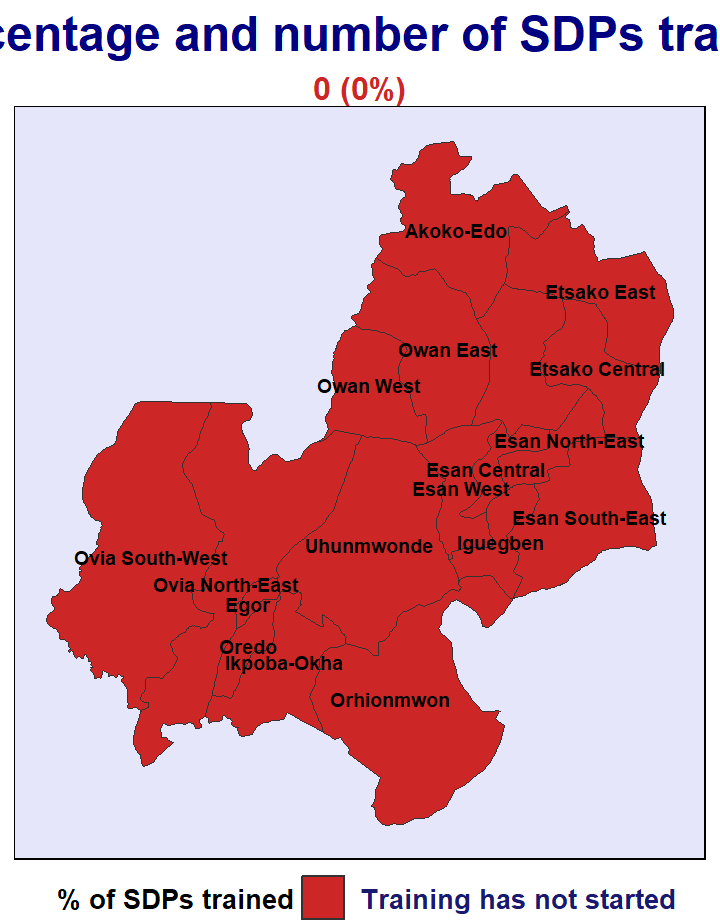 centage and number of SDPs tra
0 (0%)
Akoko-Edo
Etsako East
Owan East
Etsako Central
Owan West
Esan North-East
Esan Central
Esan West
Esan South-East
Iguegben
Uhunmwonde
Ovia South-West
Ovia North-East
Egor
Oredo
Ikpoba-Okha
Orhionmwon
% of SDPs trained Training has not started